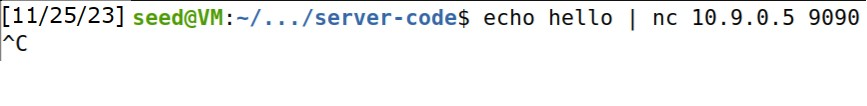 [11/25/23] seed@VM:~/.../server-code$ echo hello | nc 10.9.0.5 9090
^C